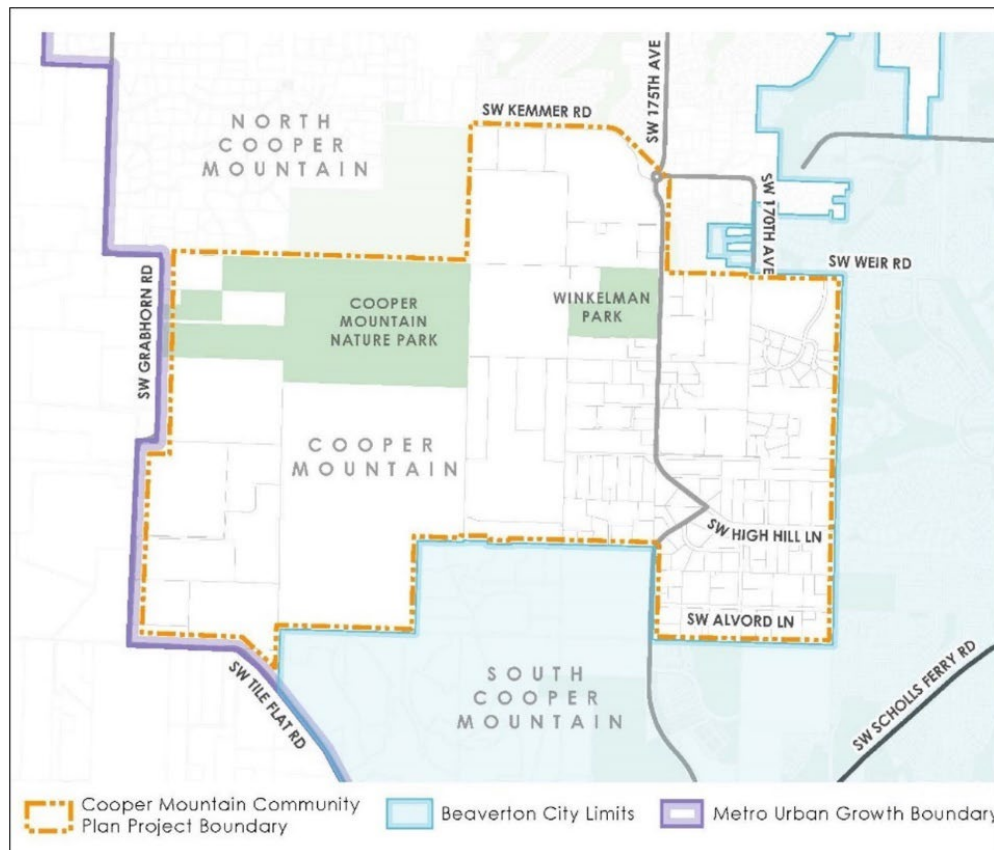 SW KEMMER RD
SW 175TH AVE
NORTH
COOPER
MOUNTAIN
SW 170TH AVE
SW WEIR RD
SW GRABHORN RD
COOPER
MOUNTAIN
NATURE PARK
WINKELMAN
PARK
COOPER
MOUNTAIN
SW HIGH HILL LN
SW ALVORD LN
SW TILE FLAT RD
SOUTH
COOPER
MOUNTAIN
SW SCHOLLS FERRY RD
Cooper Mountain Community
Plan Project Boundary
Beaverton City Limits
Metro Urban Growth Boundary